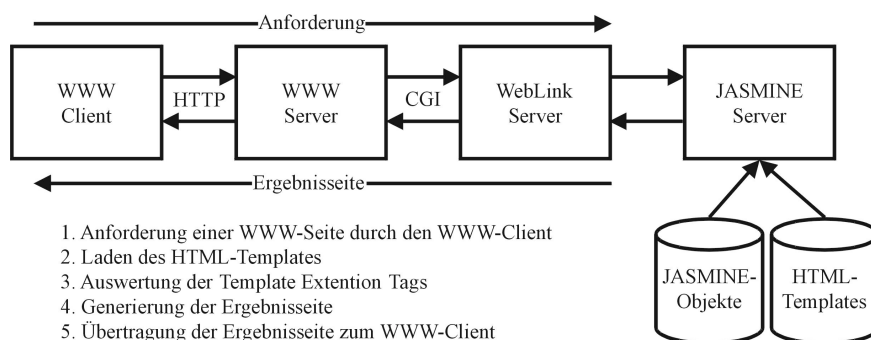 Anforderung
WWW
Client
HTTP
WWW
Server
CGI
WebLink
Server
JASMINE
Server
Ergebnisseite
1. Anforderung einer WWW-Seite durch den WWW-Client
2. Laden des HTML-Templates
3. Auswertung der Template Extention Tags
4. Generierung der Ergebnisseite
5. Übertragung der Ergebnisseite zum WWW-Client
JASMINE-
Objekte
HTML-
Templates